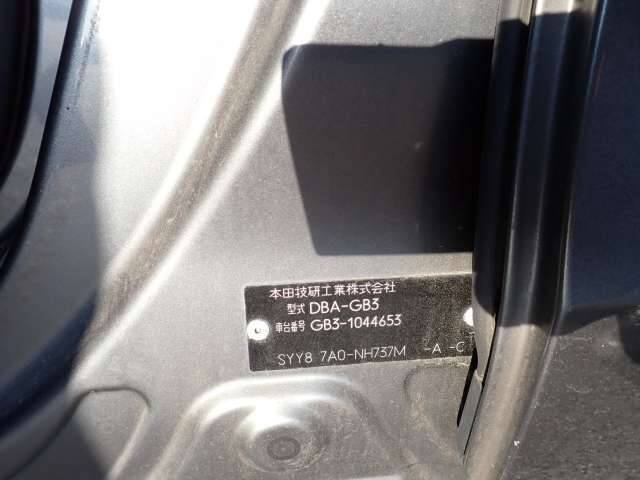 本田技研工業株式会社
型式 DBA-GB3
車台番号 GB3-1044653
SYY8 7A0-NH737M -A -C